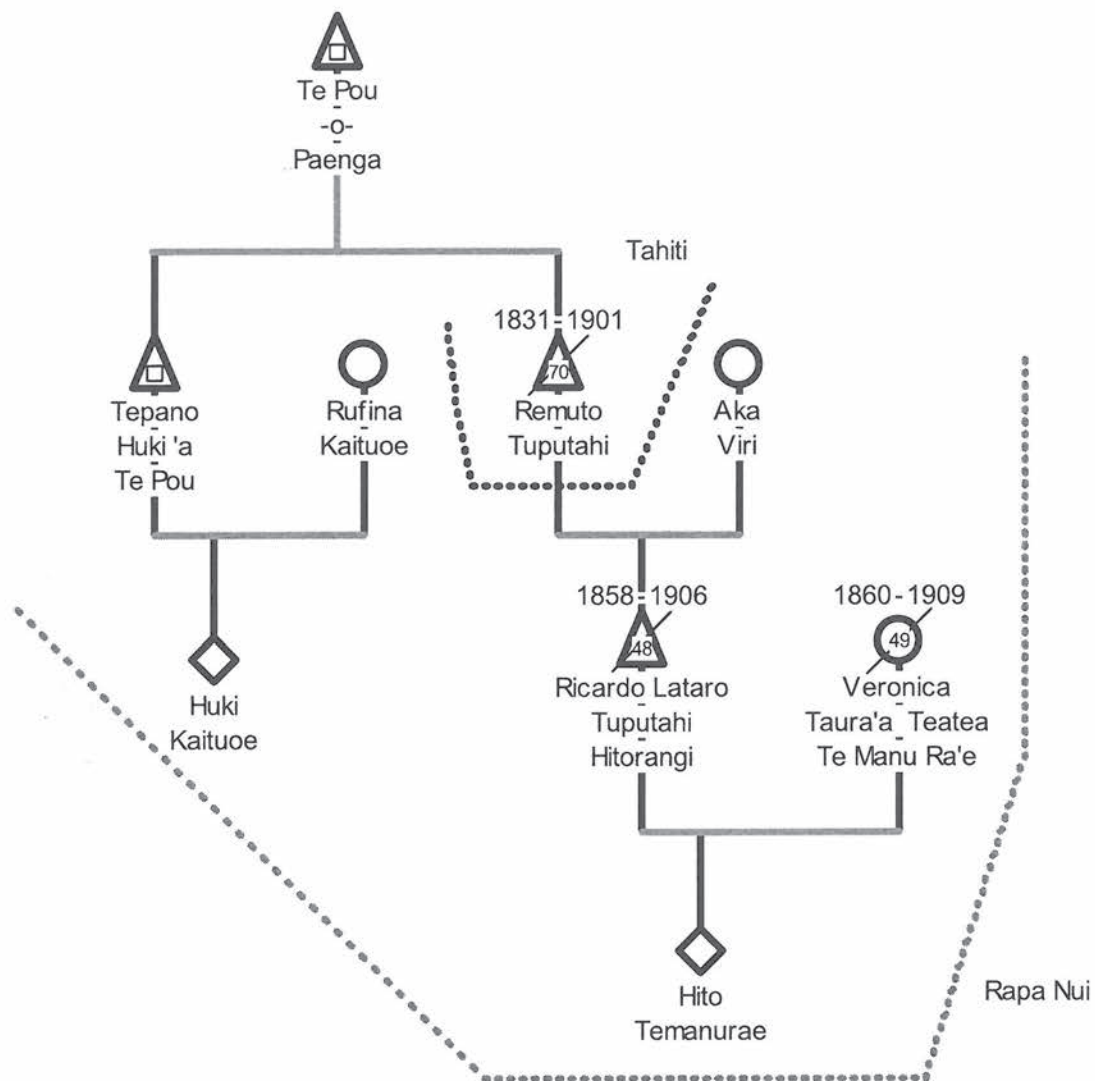 Te Pou
-o-
Paenga
Tahiti
1831-1901
70
Tepano
Huki 'a
Te Pou
Rufina
Kaituoe
Remuto
Tuputahi
Aka
Viri
1858-1906
48
1860-1909
49
Huki
Kaituoe
Ricardo Lataro
Tuputahi
Hitorangi
Veronica
Taura'a Teatea
Te Manu Ra'e
Hito
Temanurae
Rapa Nui